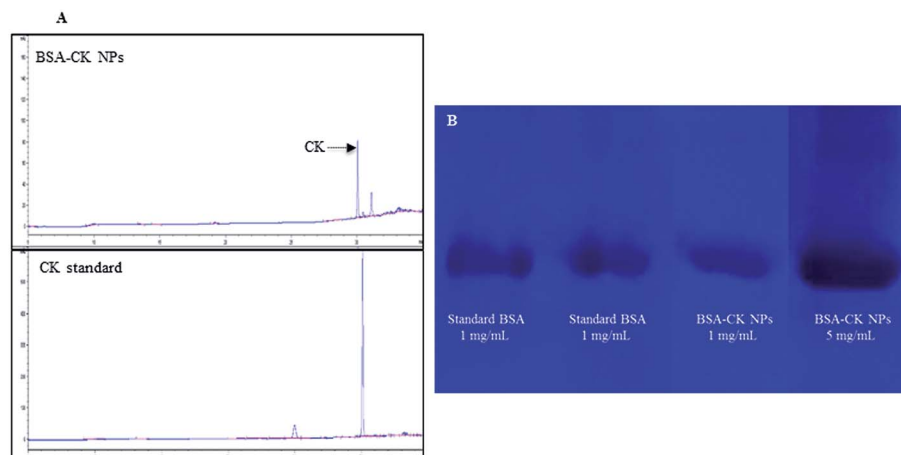 A
BSA-CK NPs
CK
CK standard
B
Standard BSA
1 mg/mL
Standard BSA
1 mg/mL
BSA-CK NPs
1 mg/mL
BSA-CK NPs
5 mg/mL